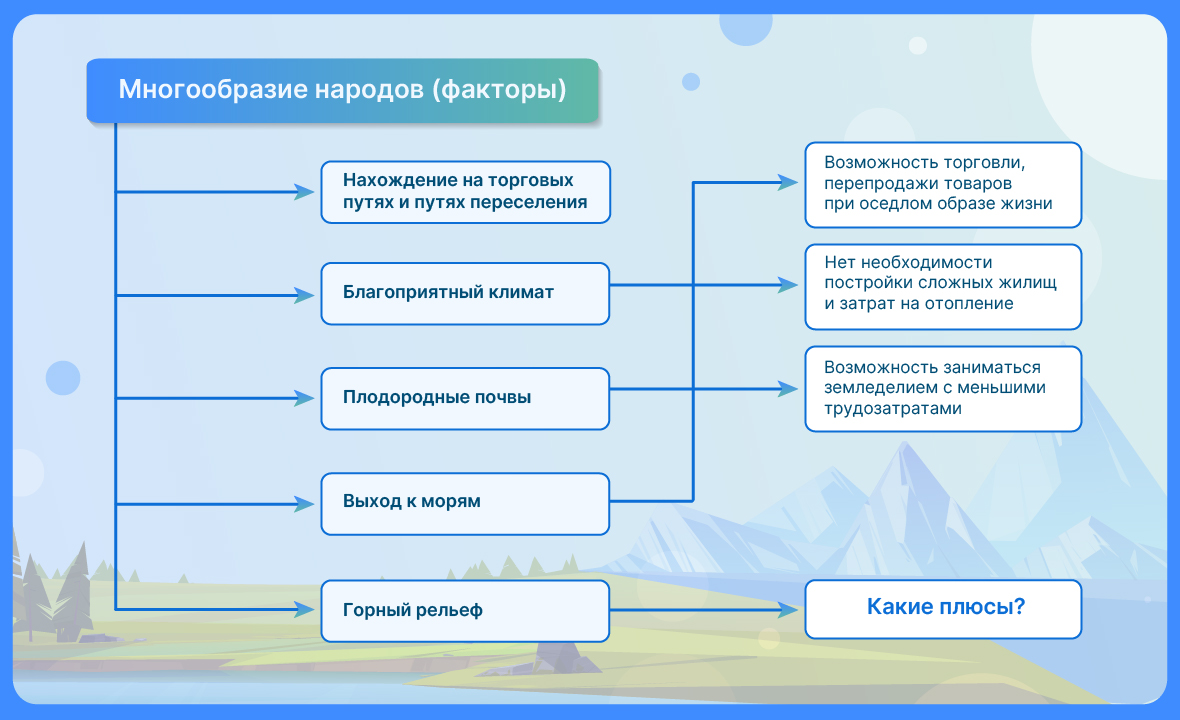 Многообразие народов (факторы)
Нахождение на торговых
путях и путях переселения
Благоприятный климат
Плодородные почвы
Выход к морям
Горный рельеф
Возможность торговли,
перепродажи товаров
при оседлом образе жизни
Нет необходимости
постройки сложных жилищ
и затрат на отопление
Возможность заниматься
земледелием с меньшими
трудозатратами
Какие плюсы?